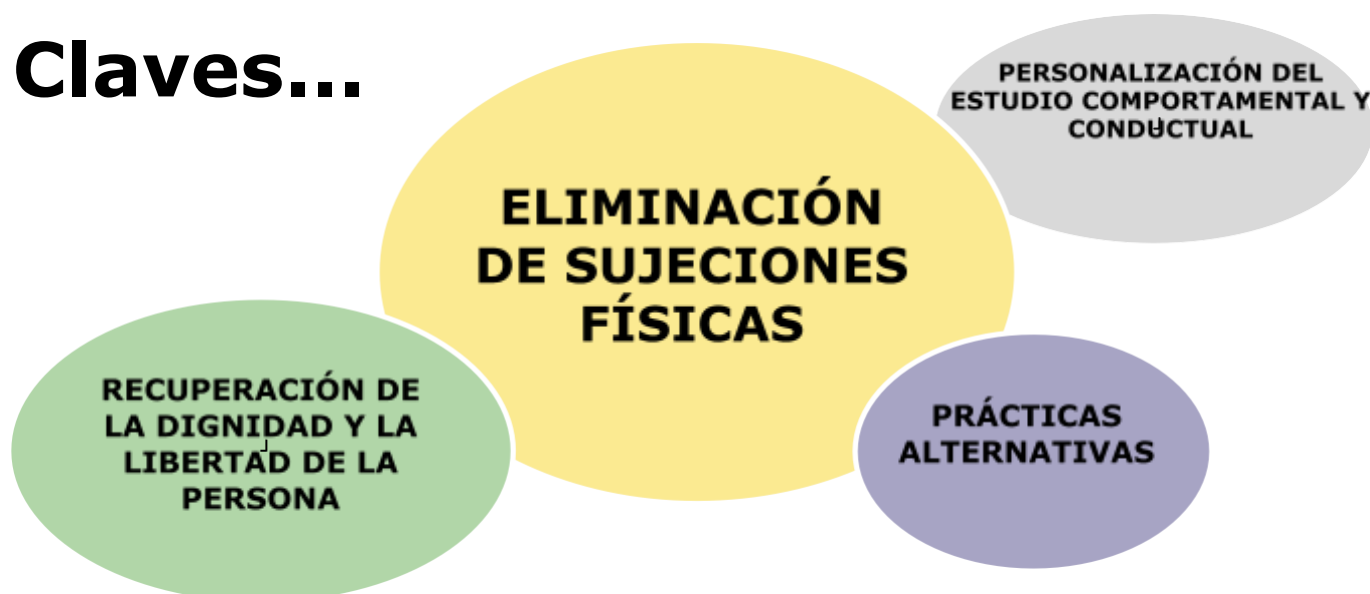 Claves...
PERSONALIZACIÓN DEL
ESTUDIO COMPORTAMENTAL Y
CONDUCTUAL
ELIMINACIÓN
DE SUJECIONES
FÍSICAS
RECUPERACIÓN DE
LA DIGNIDAD Y LA
LIBERTAD DE LA
PERSONA
PRÁCTICAS
ALTERNATIVAS